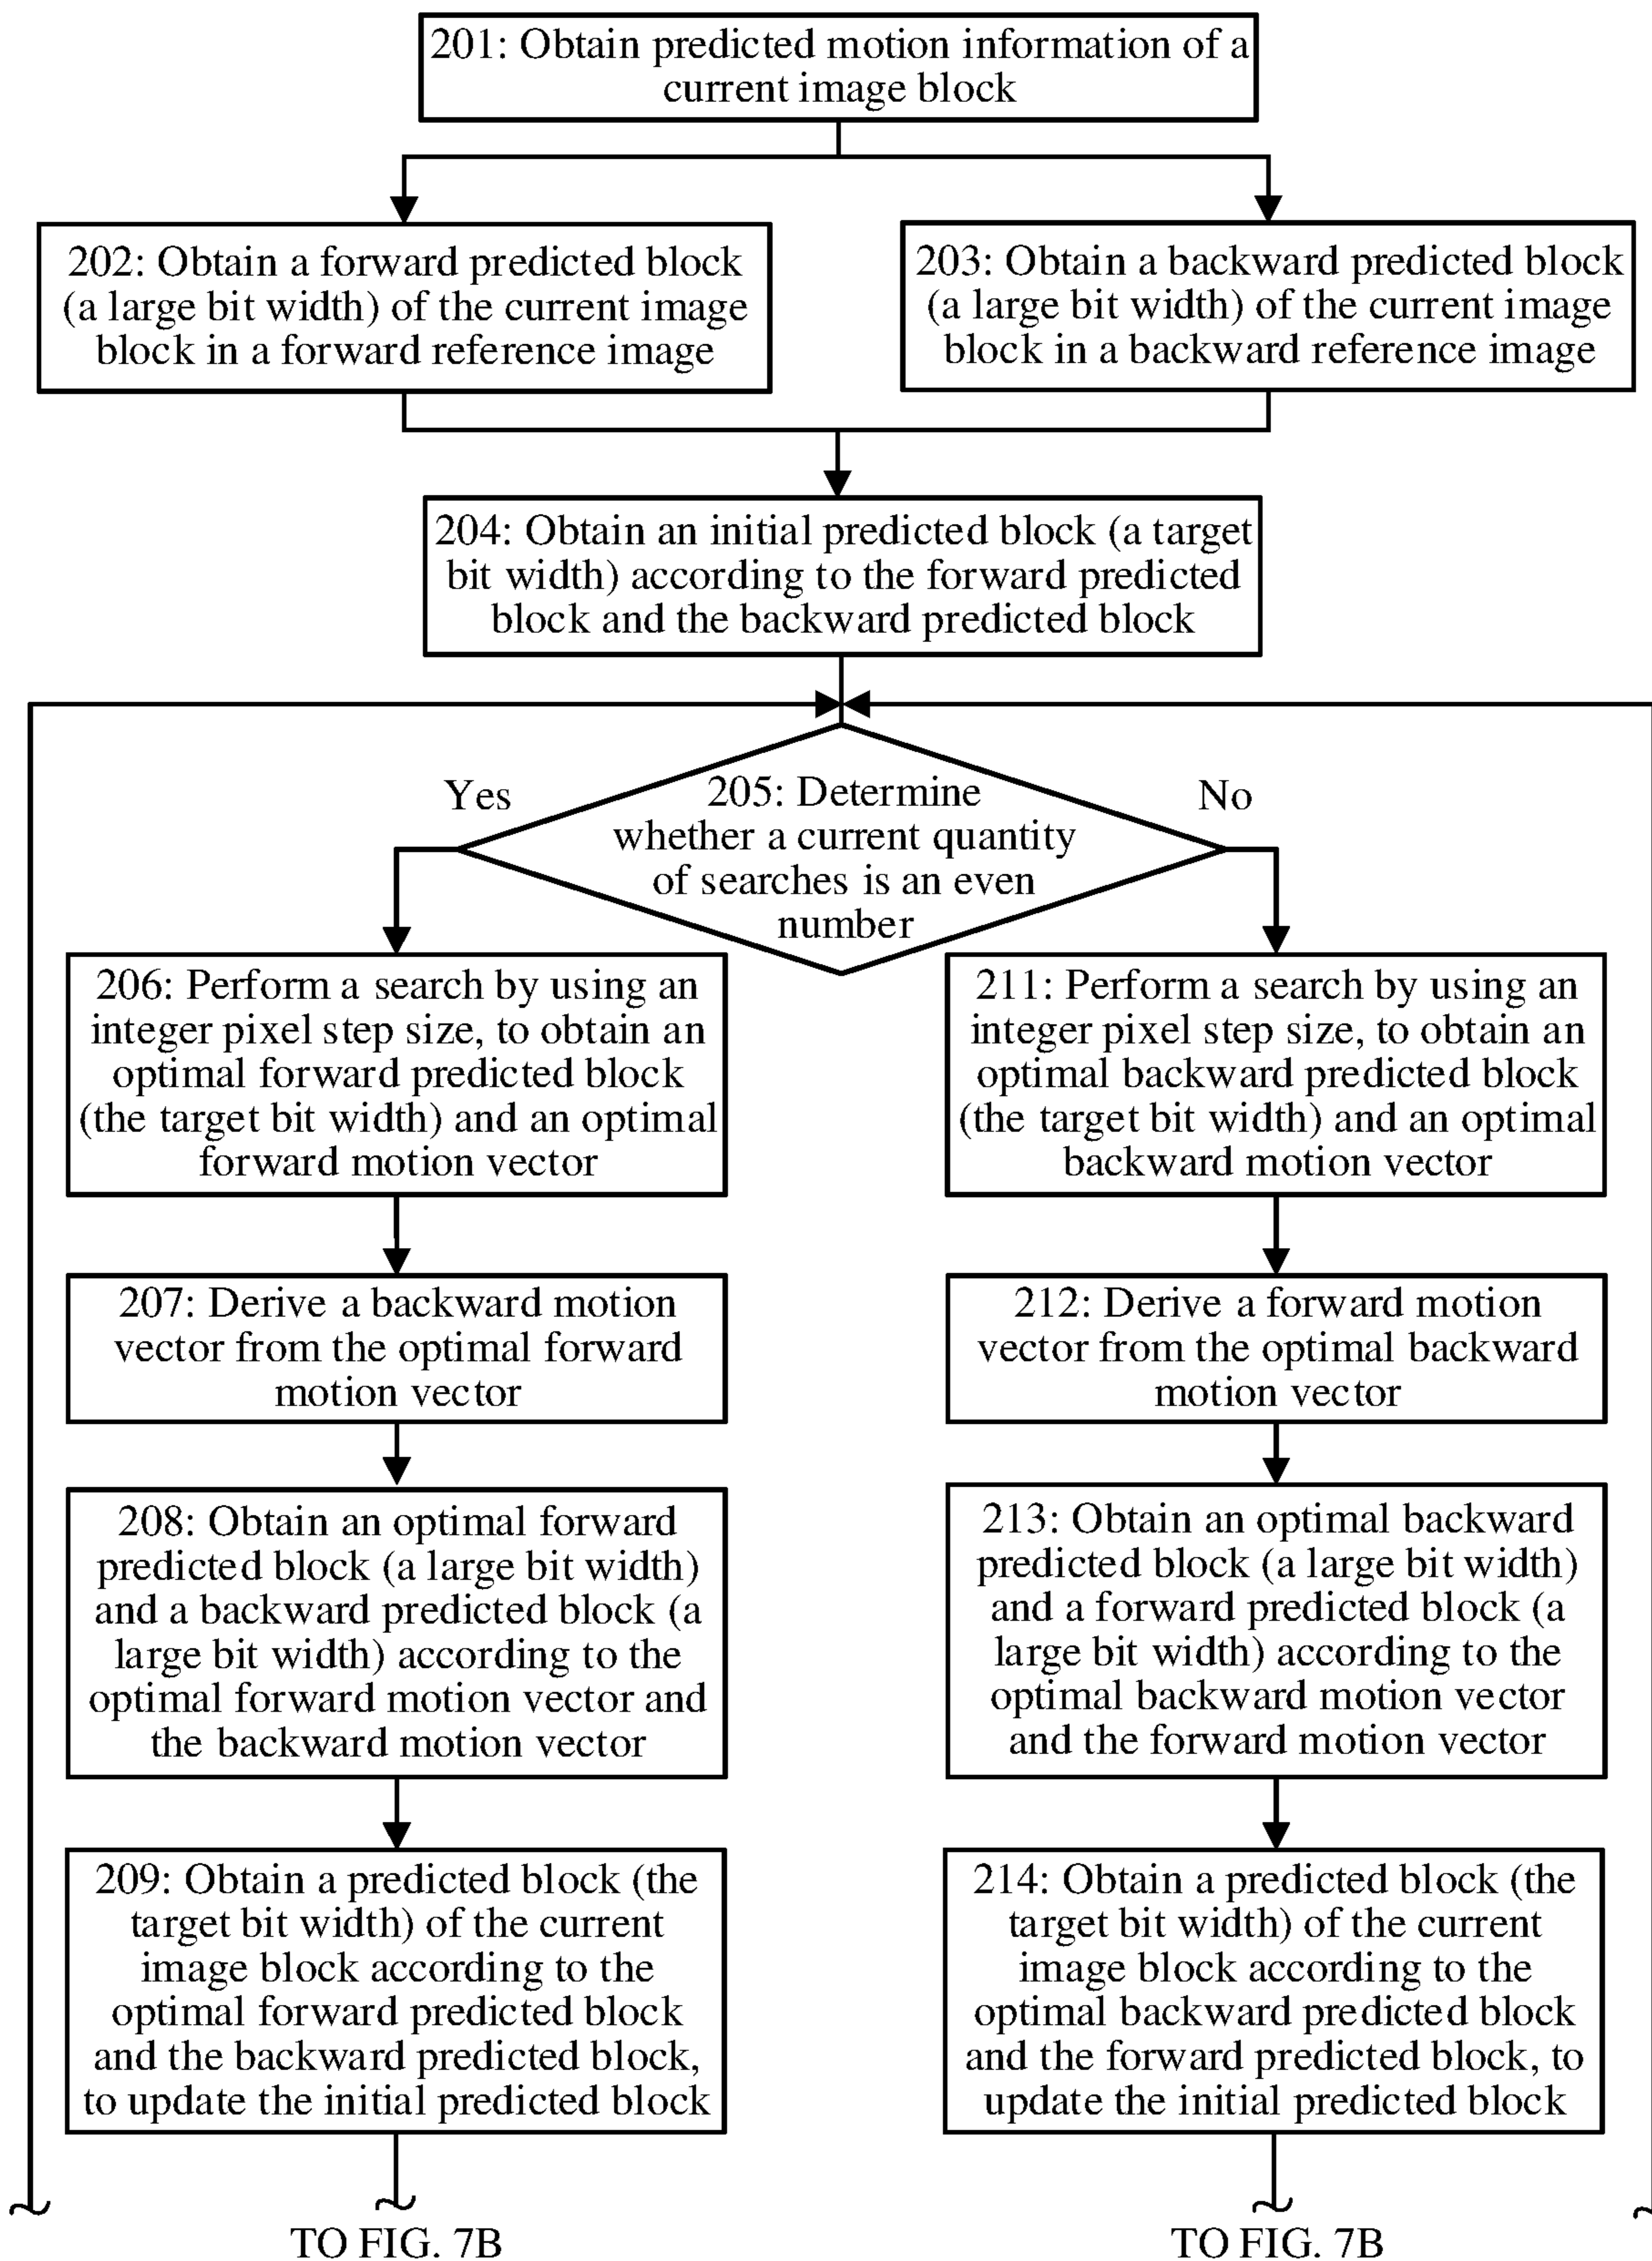 201: Obtain predicted motion information of a
current image block
202: Obtain a forward predicted block
(a large bit width) of the current image
block in a forward reference image
203: Obtain a backward predicted block
(a large bit width) of the current image
block in a backward reference image
204: Obtain an initial predicted block (a target
bit width) according to the forward predicted
block and the backward predicted block
Yes
205: Determine
whether a current quantity
of searches is an even
number
No
206: Perform a search by using an
integer pixel step size, to obtain an
optimal forward predicted block
(the target bit width) and an optimal
forward motion vector
211: Perform a search by using an
integer pixel step size, to obtain an
optimal backward predicted block
(the target bit width) and an optimal
backward motion vector
207: Derive a backward motion
vector from the optimal forward
motion vector
212: Derive a forward motion
vector from the optimal backward
motion vector
208: Obtain an optimal forward
predicted block (a large bit width)
and a backward predicted block (a
large bit width) according to the
optimal forward motion vector and
the backward motion vector
213: Obtain an optimal backward
predicted block (a large bit width)
and a forward predicted block (a
large bit width) according to the
optimal backward motion vector
and the forward motion vector
209: Obtain a predicted block (the
target bit width) of the current
image block according to the
optimal forward predicted block
and the backward predicted block,
to update the initial predicted block
214: Obtain a predicted block (the
target bit width) of the current
image block according to the
optimal backward predicted block
and the forward predicted block, to
update the initial predicted block
TO FIG. 7B
TO FIG. 7B